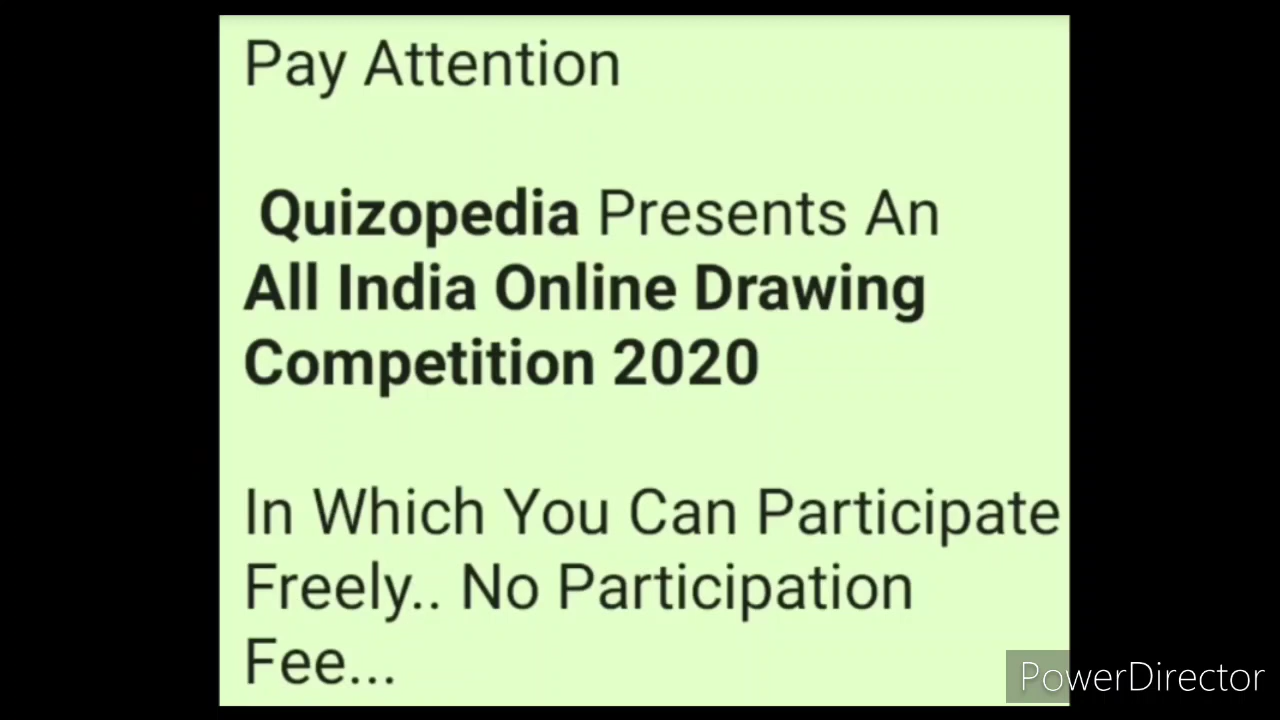 Pay Attention
Quizopedia Presents An
All India Online Drawing
Competition 2020
In Which You Can Participate
Freely.. No Participation
Fee...
PowerDirector